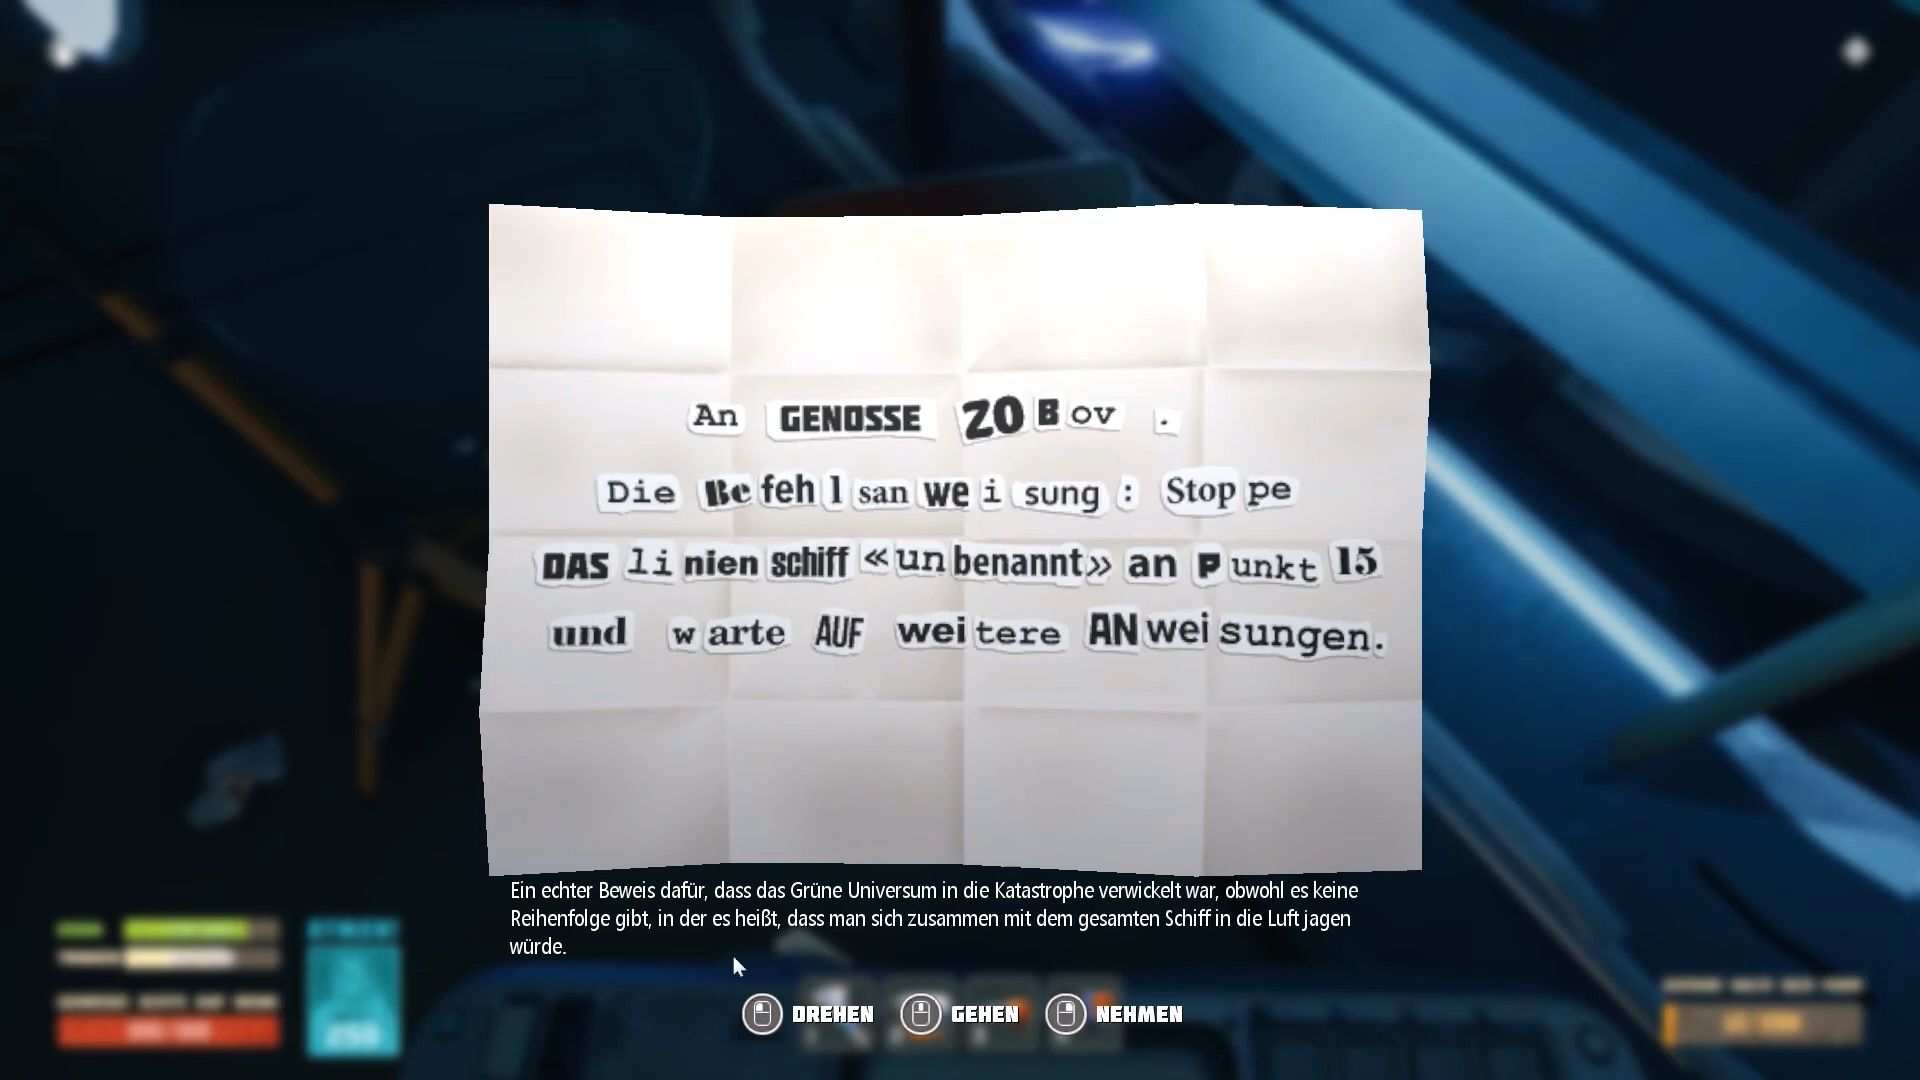 An GENOSSE ZOBov .
Die Befehlsanweisung: Stoppe
DAS linien schiff «unbenannt» an Punkt 15
und warte AUF weitere ANweisungen.
Ein echter Beweis dafür, dass das Grüne Universum in die Katastrophe verwickelt war, obwohl es keine
Reihenfolge gibt, in der es heißt, dass man sich zusammen mit dem gesamten Schiff in die Luft jagen
würde.
DREHEN GEHEN NEHMEN